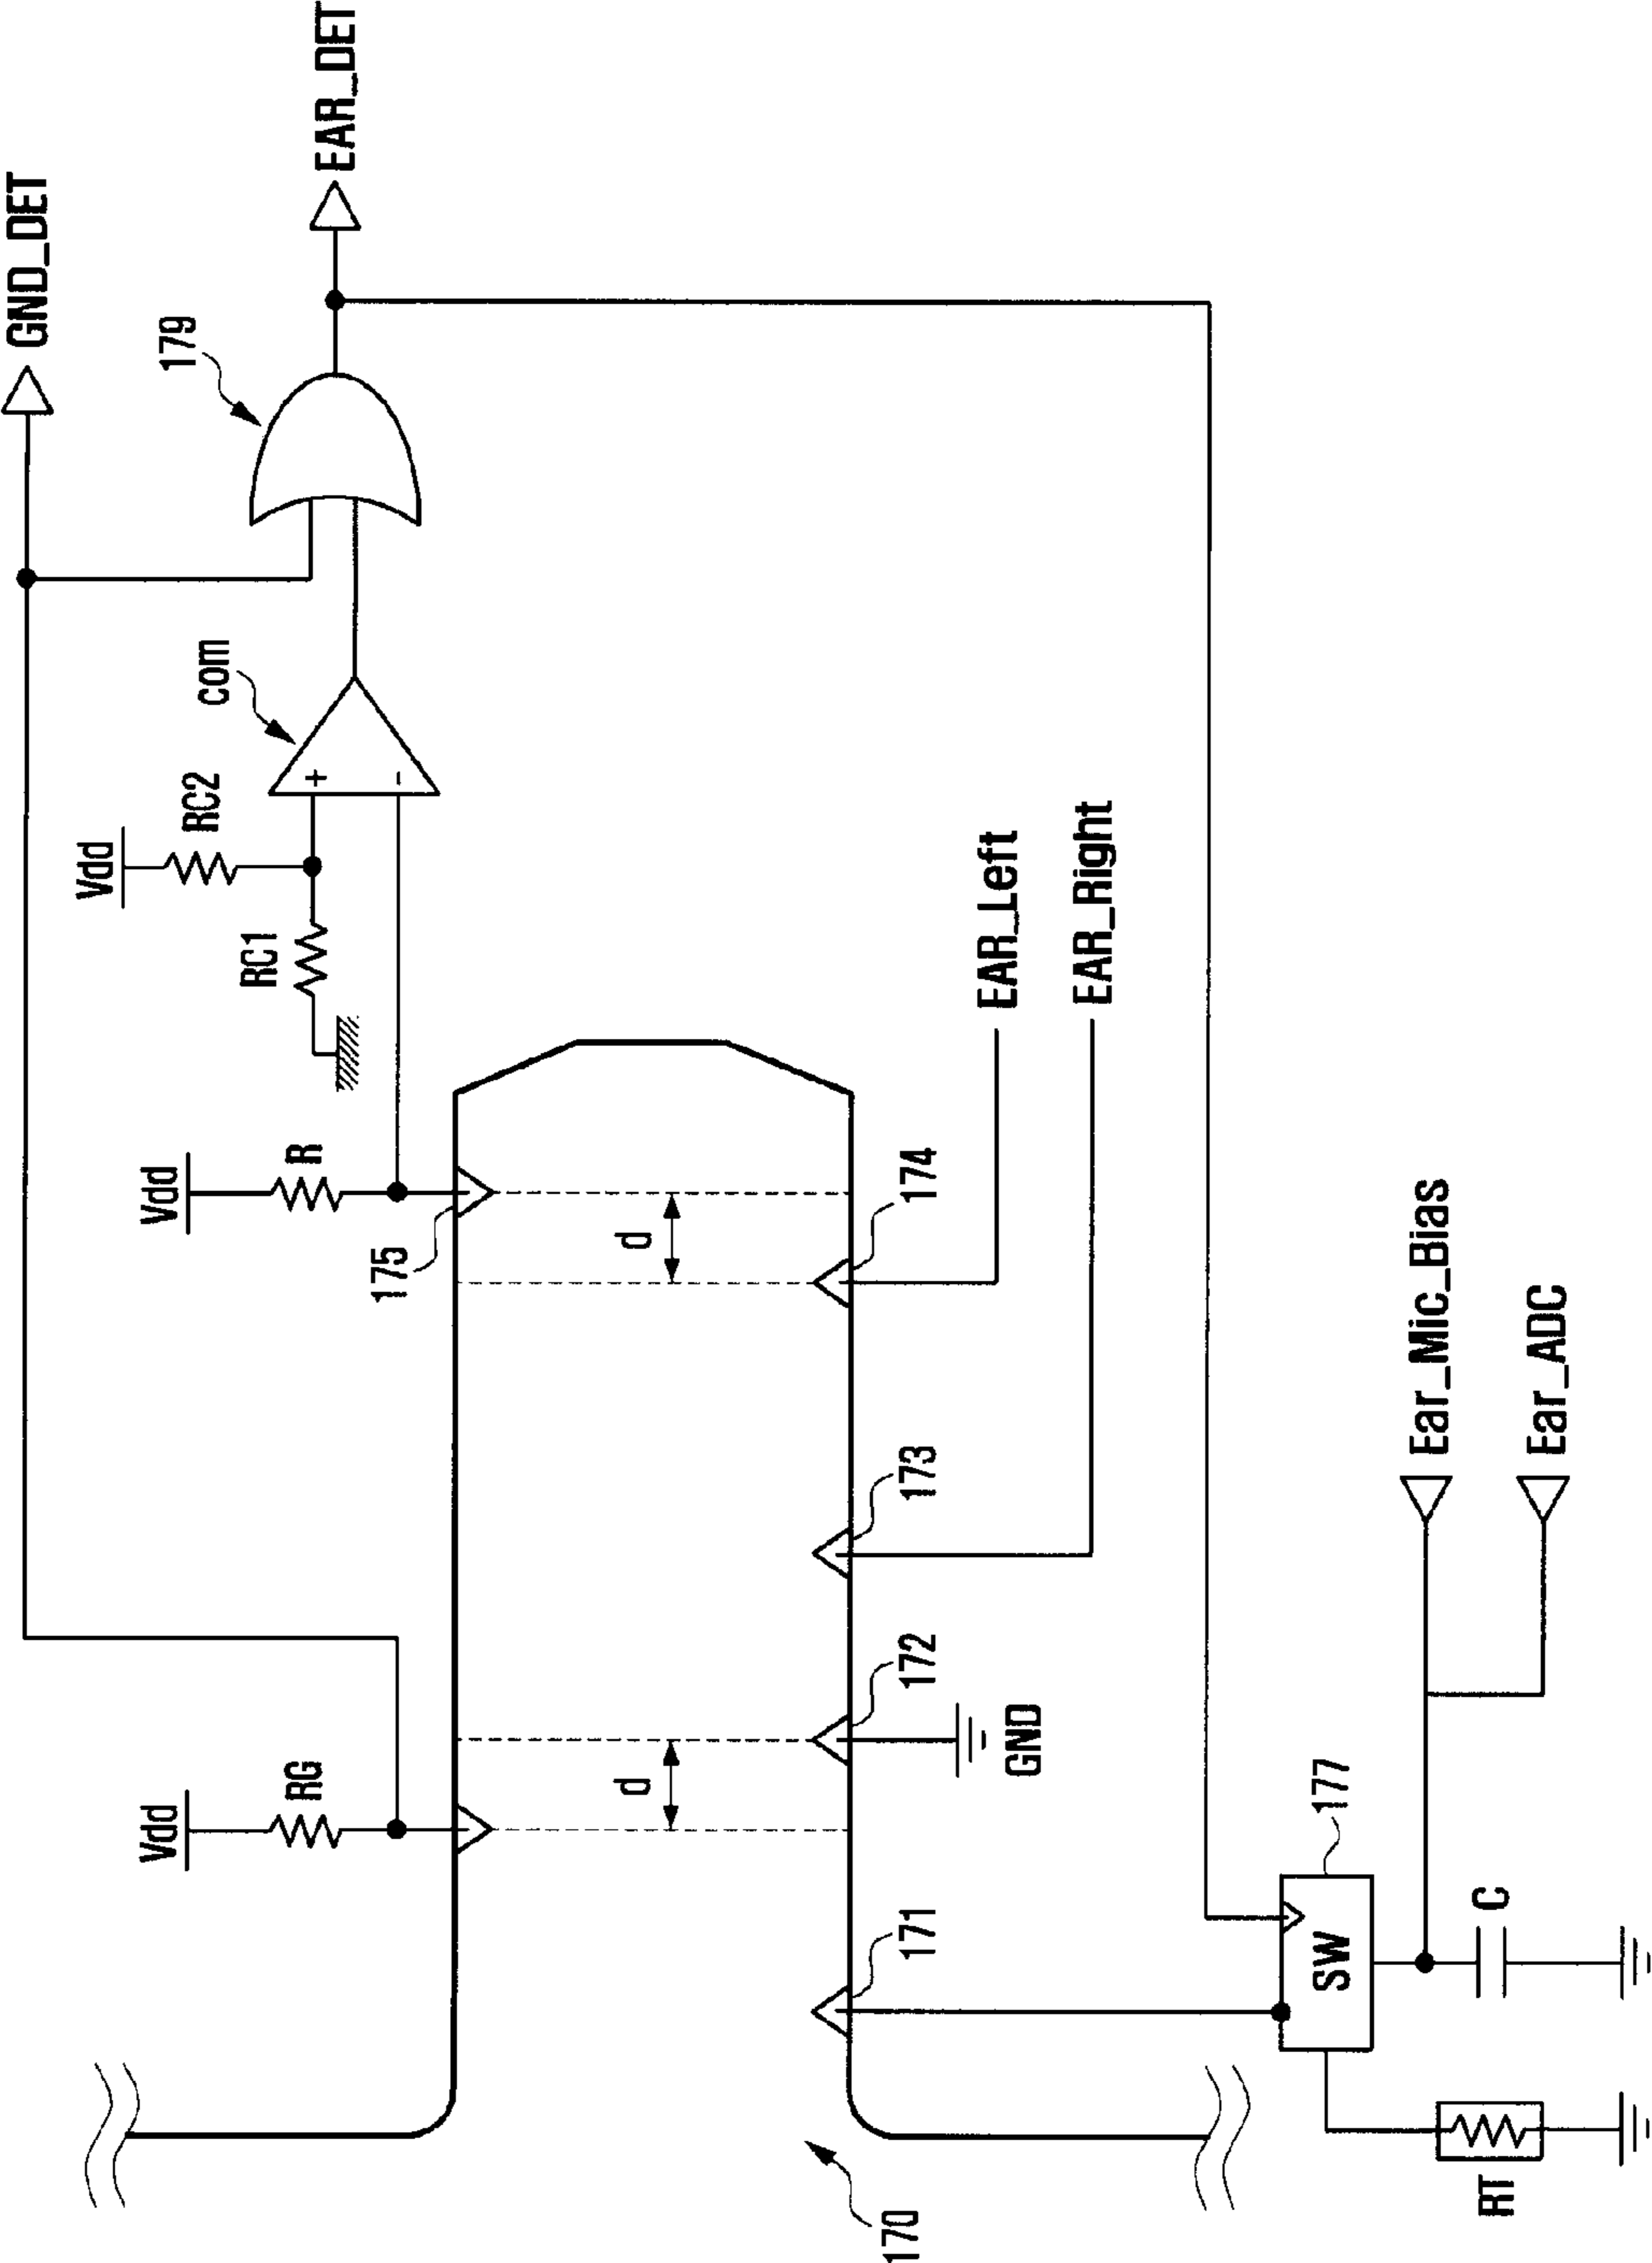 GND_DET
EAR_DET
179
com
+
-
Vdd
RC2
RC1
Vdd
R
175
d
174
EAR_Left
EAR_Right
173
172
GND
Vdd
RG
d
171
177
SW
Ear_Mic_Bias
Ear_ADC
C
RT
170